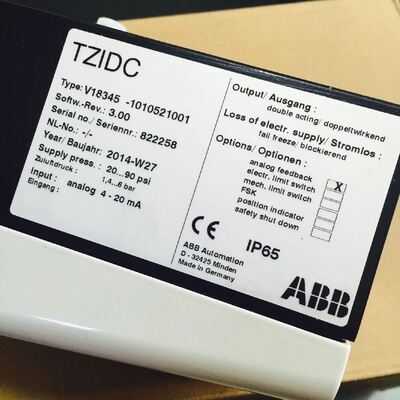 TZIDC
Type: V18345 -1010521001
Softw.-Rev.: 3.00
Serial no./ Seriennr.: 822258
NL-No.: -/-
Year/ Baujahr: 2014-W27
Supply press. : 20...90 psi
Zuluftdruck : 1,4...6 bar
Input : analog 4 - 20 mA
Eingang :
Output/ Ausgang :
double acting/ doppeltwirkend
Loss of electr. supply/ Stromlos :
fail freeze/ blockierend
Options/ Optionen :
analog feedback X
electr. limit switch
mech. limit switch
FSK
position indicator
safety shut down
CE IP65
ABB Automation
D - 32425 Minden
Made in Germany
ABB